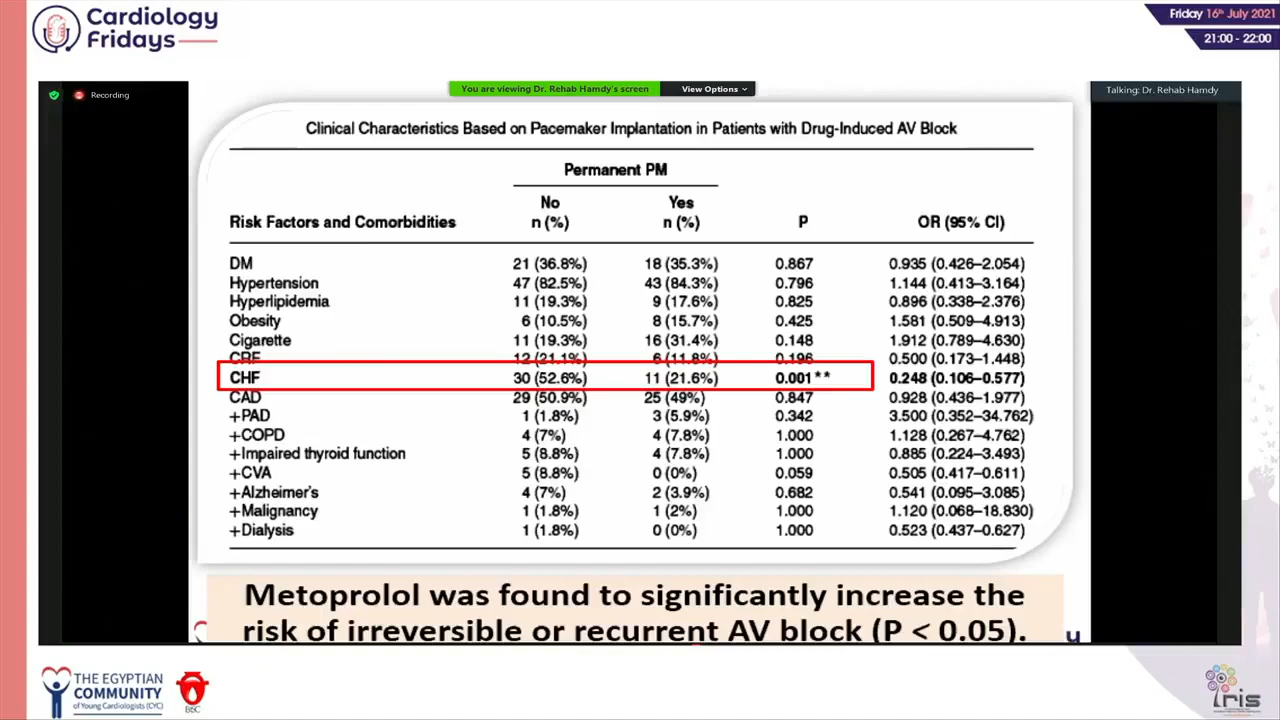 Cardiology
Fridays
Friday 16th July 2021
21:00 - 22:00
Recording
You are viewing Dr. Rehab Hamdy's screen
View Options
Talking: Dr. Rehab Hamdy
Clinical Characteristics Based on Pacemaker Implantation in Patients with Drug-Induced AV Block
Permanent PM
No Yes
Risk Factors and Comorbidities n (%) n (%) P OR (95% CI)
DM 21 (36.8%) 18 (35.3%) 0.867 0.935 (0.426–2.054)
Hypertension 47 (82.5%) 43 (84.3%) 0.796 1.144 (0.413–3.164)
Hyperlipidemia 11 (19.3%) 9 (17.6%) 0.825 0.896 (0.338–2.376)
Obesity 6 (10.5%) 8 (15.7%) 0.425 1.581 (0.509–4.913)
Cigarette 11 (19.3%) 16 (31.4%) 0.148 1.912 (0.789–4.630)
CRF 12 (21.1%) 6 (11.8%) 0.196 0.500 (0.173–1.448)
CHF 30 (52.6%) 11 (21.6%) 0.001** 0.248 (0.106–0.577)
CAD 29 (50.9%) 25 (49%) 0.847 0.928 (0.436–1.977)
+PAD 1 (1.8%) 3 (5.9%) 0.342 3.500 (0.352–34.762)
+COPD 4 (7%) 4 (7.8%) 1.000 1.128 (0.267–4.762)
+Impaired thyroid function 5 (8.8%) 4 (7.8%) 1.000 0.885 (0.224–3.493)
+CVA 5 (8.8%) 0 (0%) 0.059 0.505 (0.417–0.611)
+Alzheimer's 4 (7%) 2 (3.9%) 0.682 0.541 (0.095–3.085)
+Malignancy 1 (1.8%) 1 (2%) 1.000 1.120 (0.068–18.830)
+Dialysis 1 (1.8%) 0 (0%) 1.000 0.523 (0.437–0.627)
Metoprolol was found to significantly increase the
risk of irreversible or recurrent AV block (P < 0.05).
THE EGYPTIAN
COMMUNITY
of Young Cardiologists (CYC)
BSC
Iris